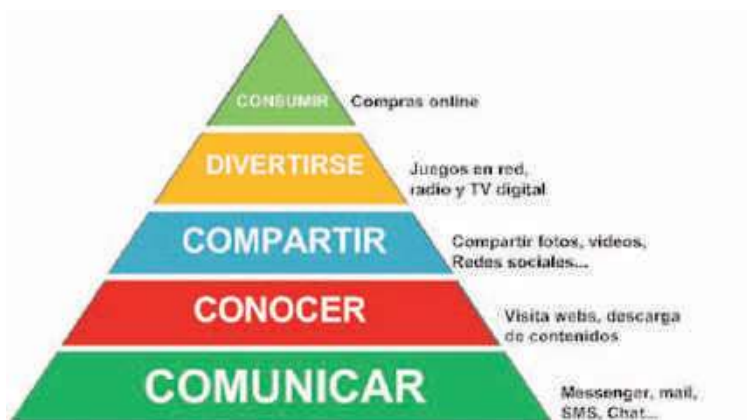 CONSUMIR
Compras online
DIVERTIRSE
Juegos en red,
radio y TV digital
COMPARTIR
Compartir fotos, videos,
Redes sociales...
CONOCER
Visita webs, descarga
de contenidos
COMUNICAR
Messenger, mail,
SMS, Chat...